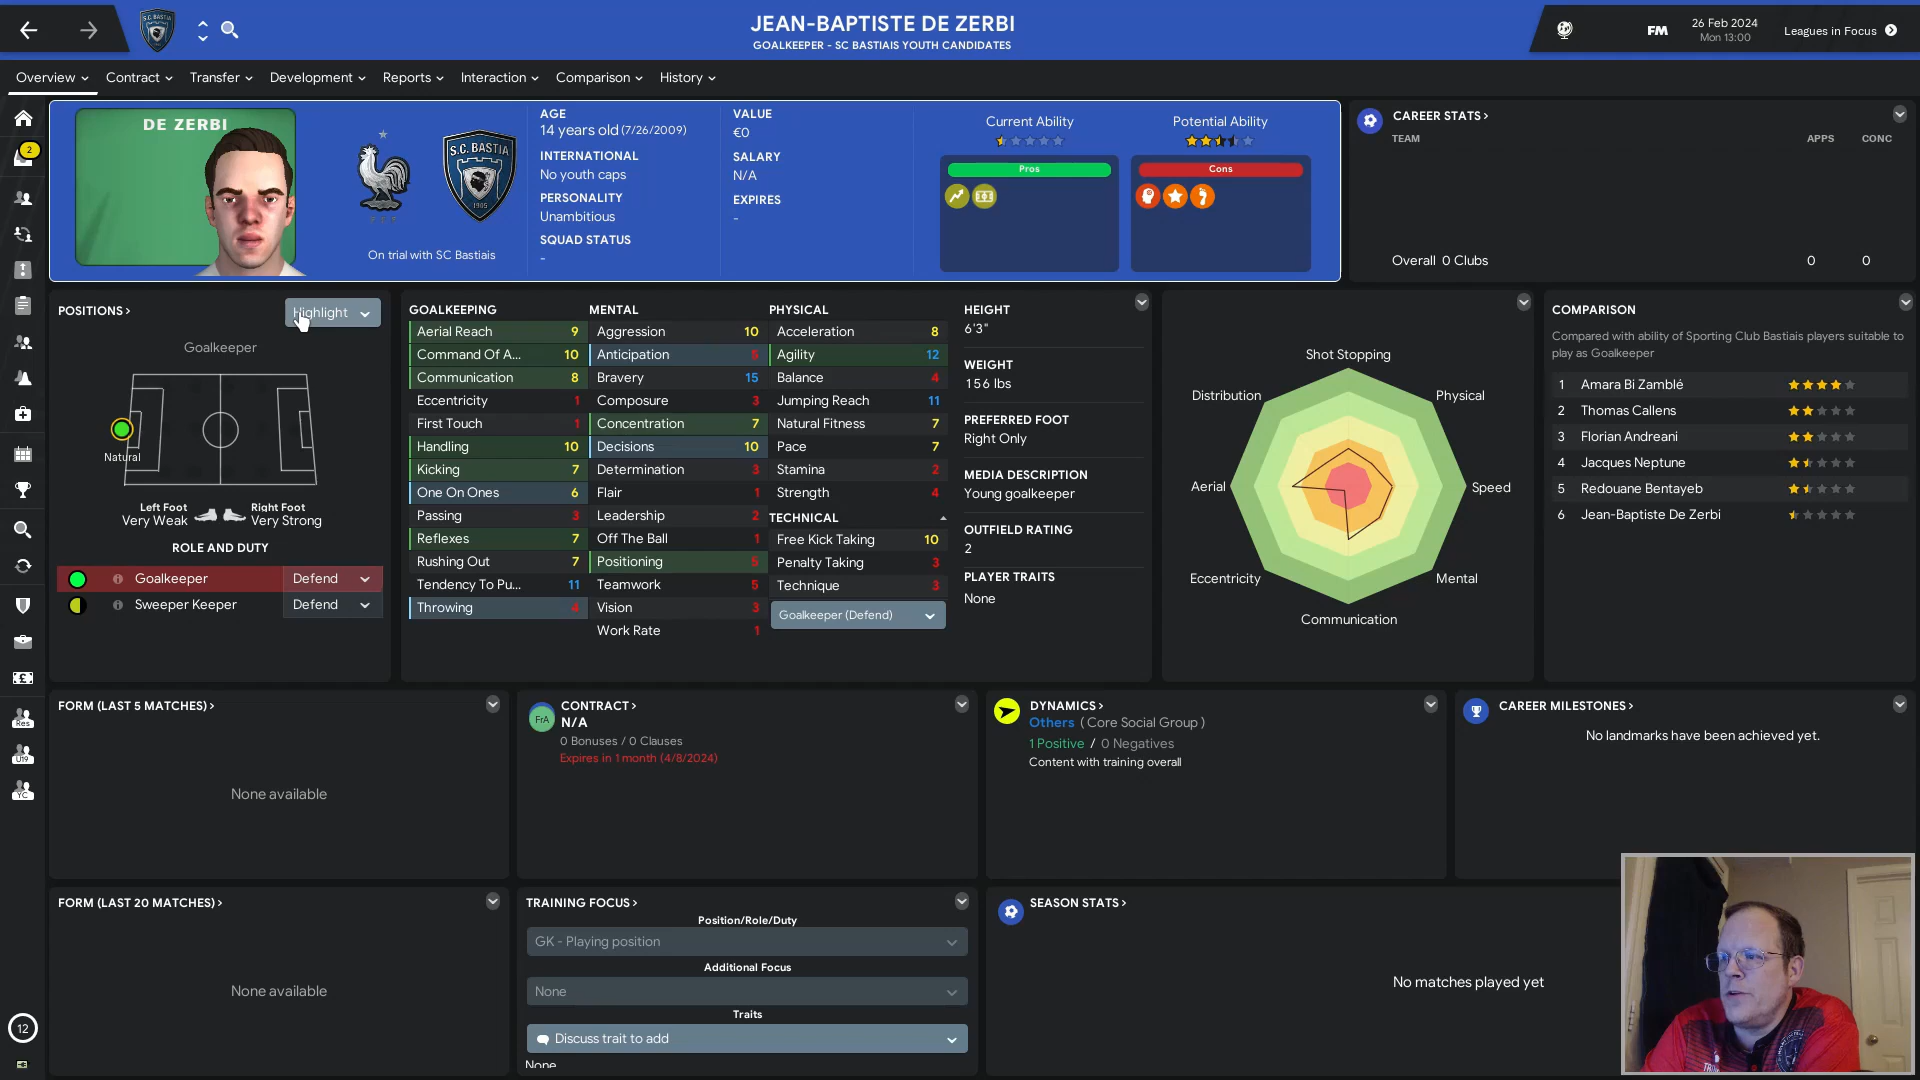 JEAN-BAPTISTE DE ZERBI
GOALKEEPER - SC BASTIAIS YOUTH CANDIDATES
FM
26 Feb 2024
Mon 13:00
Leagues in Focus
Overview
Contract
Transfer
Development
Reports
Interaction
Comparison
History
2
DE ZERBI
S.C. BASTIA
1905
On trial with SC Bastiais
AGE
14 years old (7/26/2009)
INTERNATIONAL
No youth caps
PERSONALITY
Unambitious
SQUAD STATUS
-
VALUE
€0
SALARY
N/A
EXPIRES
-
Current Ability
Pros
Potential Ability
Cons
CAREER STATS >
TEAM APPS CONC
Overall 0 Clubs 0 0
POSITIONS >
Highlight
Goalkeeper
Natural
Left Foot
Very Weak
Right Foot
Very Strong
ROLE AND DUTY
Goalkeeper Defend
Sweeper Keeper Defend
GOALKEEPING
Aerial Reach 9
Command Of A... 10
Communication 8
Eccentricity 1
First Touch 1
Handling 10
Kicking 7
One On Ones 6
Passing 3
Reflexes 7
Rushing Out 7
Tendency To Pu... 11
Throwing 4
MENTAL
Aggression 10
Anticipation 5
Bravery 15
Composure 3
Concentration 7
Decisions 10
Determination 3
Flair 1
Leadership 2
Off The Ball 1
Positioning 5
Teamwork 5
Vision 3
Work Rate 1
PHYSICAL
Acceleration 8
Agility 12
Balance 4
Jumping Reach 11
Natural Fitness 7
Pace 7
Stamina 2
Strength 4
TECHNICAL
Free Kick Taking 10
Penalty Taking 3
Technique 3
Goalkeeper (Defend)
HEIGHT
6'3"
WEIGHT
156 lbs
PREFERRED FOOT
Right Only
MEDIA DESCRIPTION
Young goalkeeper
OUTFIELD RATING
2
PLAYER TRAITS
None
Shot Stopping
Physical
Speed
Mental
Communication
Eccentricity
Aerial
Distribution
COMPARISON
Compared with ability of Sporting Club Bastiais players suitable to
play as Goalkeeper
1 Amara Bi Zamblé
2 Thomas Callens
3 Florian Andreani
4 Jacques Neptune
5 Redouane Bentayeb
6 Jean-Baptiste De Zerbi
FORM (LAST 5 MATCHES) >
None available
FrA
CONTRACT >
N/A
0 Bonuses / 0 Clauses
Expires in 1 month (4/8/2024)
DYNAMICS >
Others ( Core Social Group )
1 Positive / 0 Negatives
Content with training overall
CAREER MILESTONES >
No landmarks have been achieved yet.
Res
U19
YC
12
FORM (LAST 20 MATCHES) >
None available
TRAINING FOCUS >
Position/Role/Duty
GK - Playing position
Additional Focus
None
Traits
Discuss trait to add
None
SEASON STATS >
No matches played yet